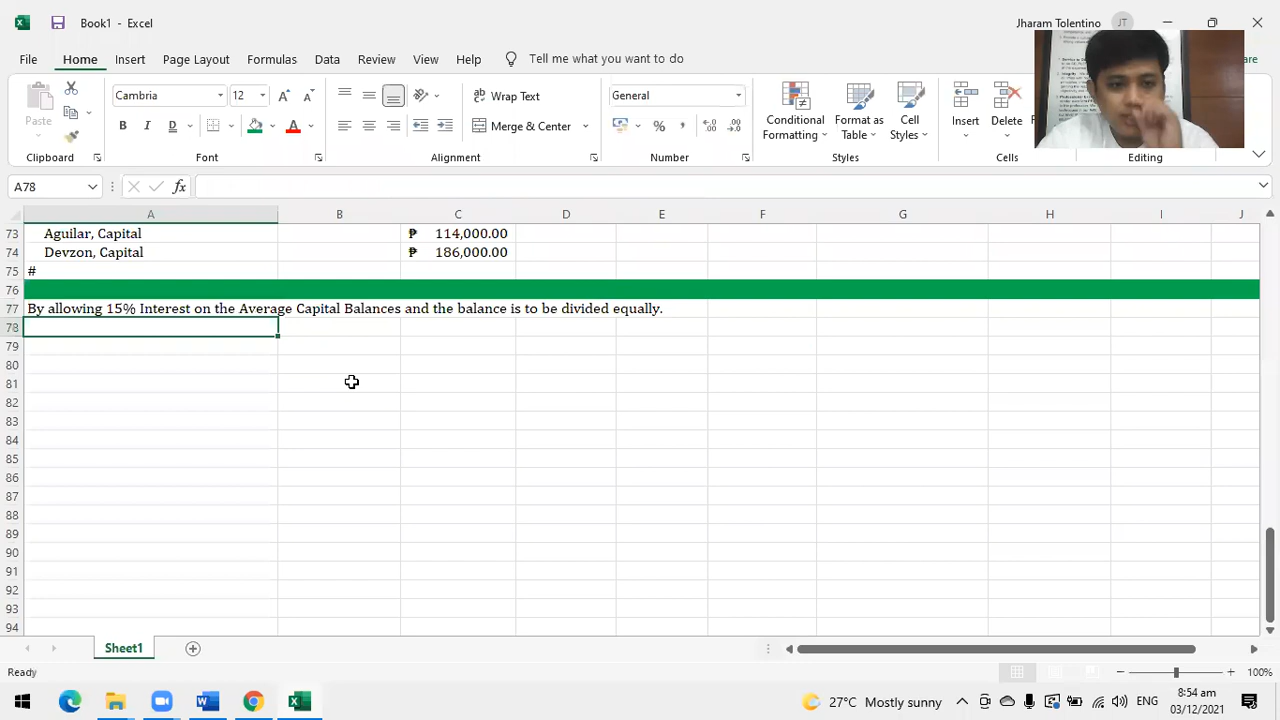 Book1 - Excel
Jharam Tolentino
JT
File Home Insert Page Layout Formulas Data Review View Help Tell me what you want to do
Paste
Cambria 12
B I D A
Wrap Text
Merge & Center
General
%
Conditional Formatting
Format as Table
Cell Styles
Insert
Delete
Clipboard Font Alignment Number Styles Cells Editing
A78 fx
A B C D E F G H I J
73 Aguilar, Capital ₱ 114,000.00
74 Devzon, Capital ₱ 186,000.00
75 #
76
77 By allowing 15% Interest on the Average Capital Balances and the balance is to be divided equally.
78
79
80
81
82
83
84
85
86
87
88
89
90
91
92
93
94
Sheet1
Ready 100%
27°C Mostly sunny ENG 8:54 am
03/12/2021